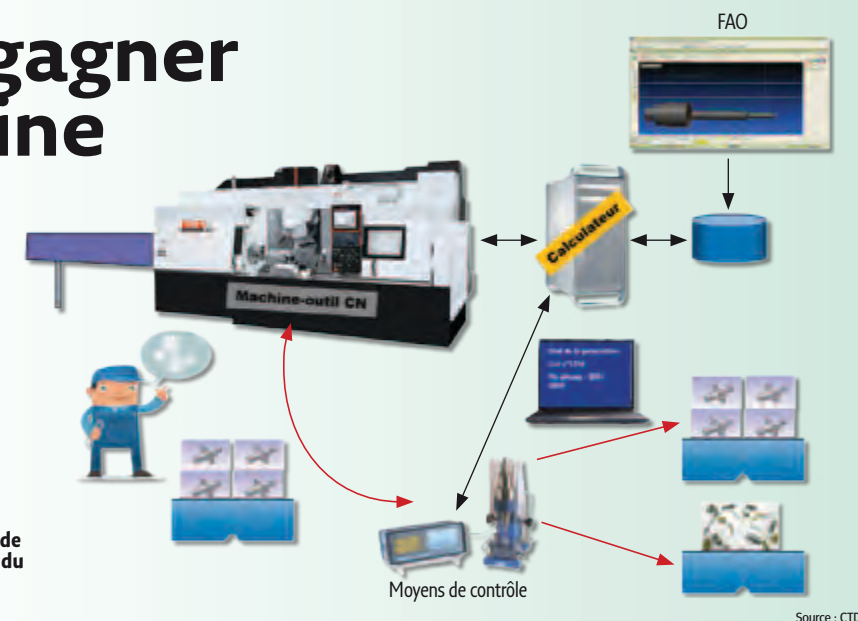 gagner
ine
FAO
Calculateur
Machine-outil CN
de
du
Moyens de contrôle
Source : CTD